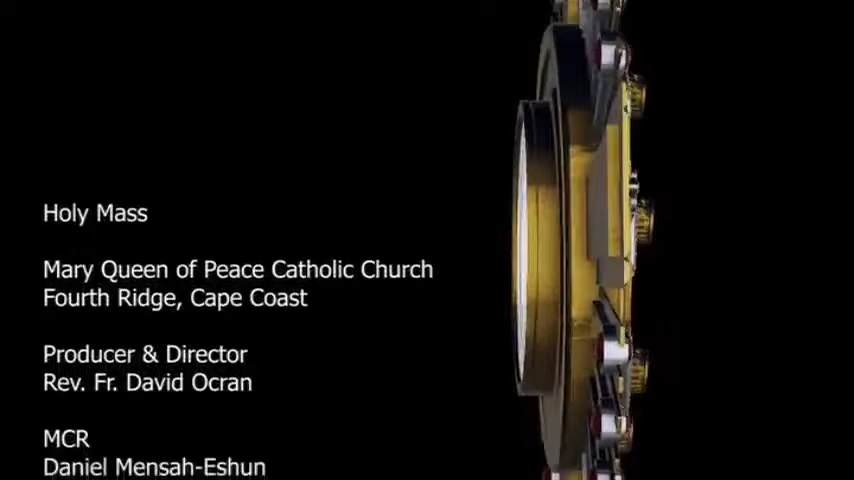 Holy Mass
Mary Queen of Peace Catholic Church
Fourth Ridge, Cape Coast
Producer & Director
Rev. Fr. David Ocran
MCR
Daniel Mensah-Eshun